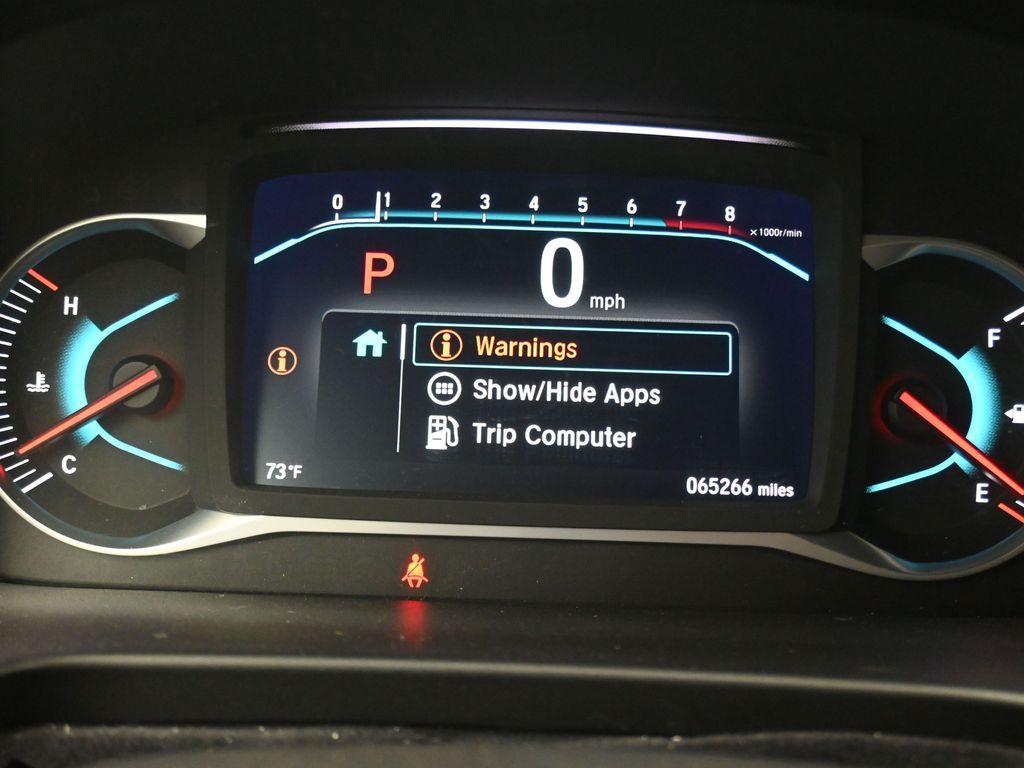 0 1 2 3 4 5 6 7 8
x1000r/min
P 0 mph
H
F
Warnings
Show/Hide Apps
Trip Computer
C
E
73°F
065266 miles